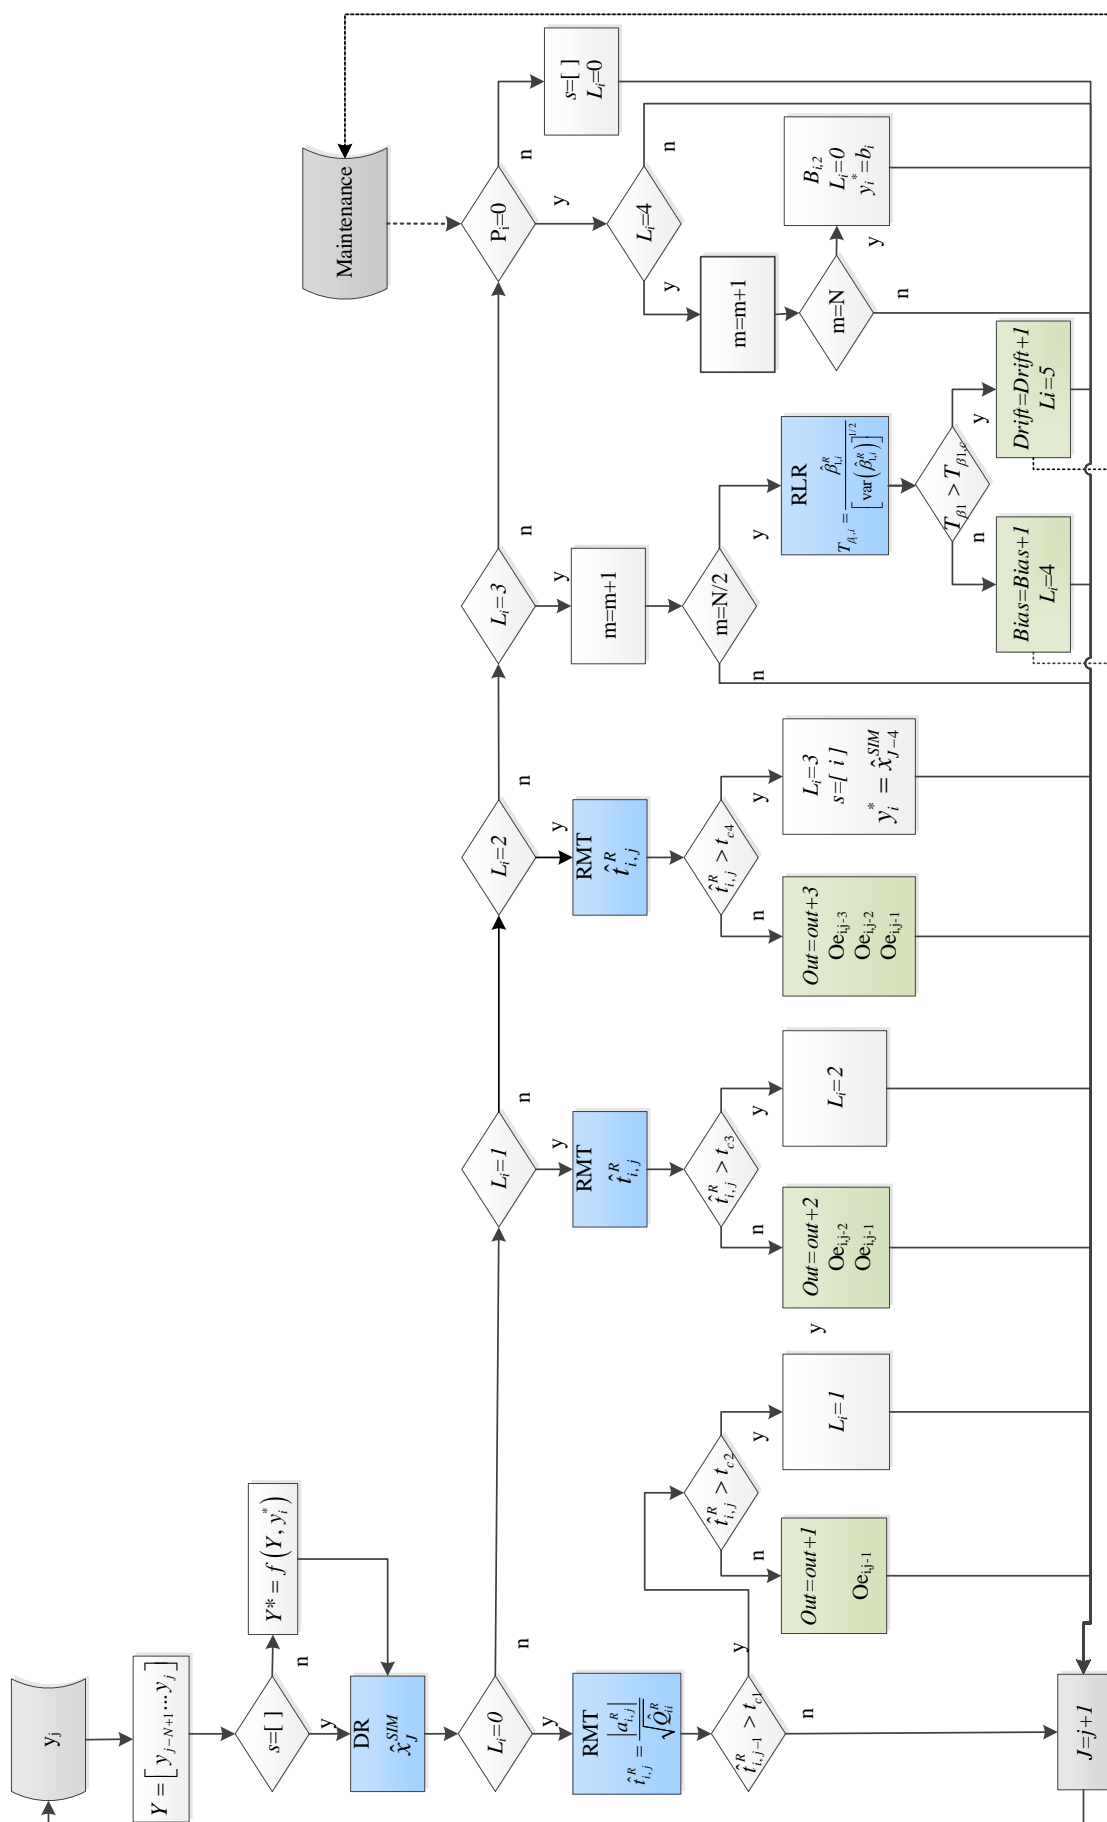 y_j
Y = [y_{j-N+1}...y_j]
s=[ ]
n
y
Y* = f(Y, y_i^*)
DR
x̂_J^{SIM}
L_i=0
n
y
RMT
t̂_{i,j}^R = |a_{i,j}^R| / √Q̂_{ii}^R
t̂_{i,j-1}^R > t_{c1}
y
n
t̂_{i,j}^R > t_{c2}
n
y
Out=out+1
Oe_{i,j-1}
L_i=1
y
L_i=1
n
y
RMT
t̂_{i,j}^R
t̂_{i,j}^R > t_{c3}
n
y
Out=out+2
Oe_{i,j-2}
Oe_{i,j-1}
L_i=2
L_i=2
n
y
RMT
t̂_{i,j}^R
t̂_{i,j}^R > t_{c4}
n
y
Out=out+3
Oe_{i,j-3}
Oe_{i,j-2}
Oe_{i,j-1}
L_i=3
s=[ i ]
y_i^* = x̂_{J-4}^{SIM}
L_i=3
n
y
m=m+1
m=N/2
n
y
RLR
T_{β_1,i} = β̂_{1,i}^R / [var(β̂_{1,i}^R)]^{1/2}
T_{β1} > T_{β1,c}
n
y
Bias=Bias+1
L_i=4
Drift=Drift+1
Li=5
Maintenance
P_i=0
n
y
s=[ ]
L_i=0
L_i=4
n
y
m=m+1
m=N
y
n
B_{i,2}
L_i=0
y_i^*=b_i
J=j+1